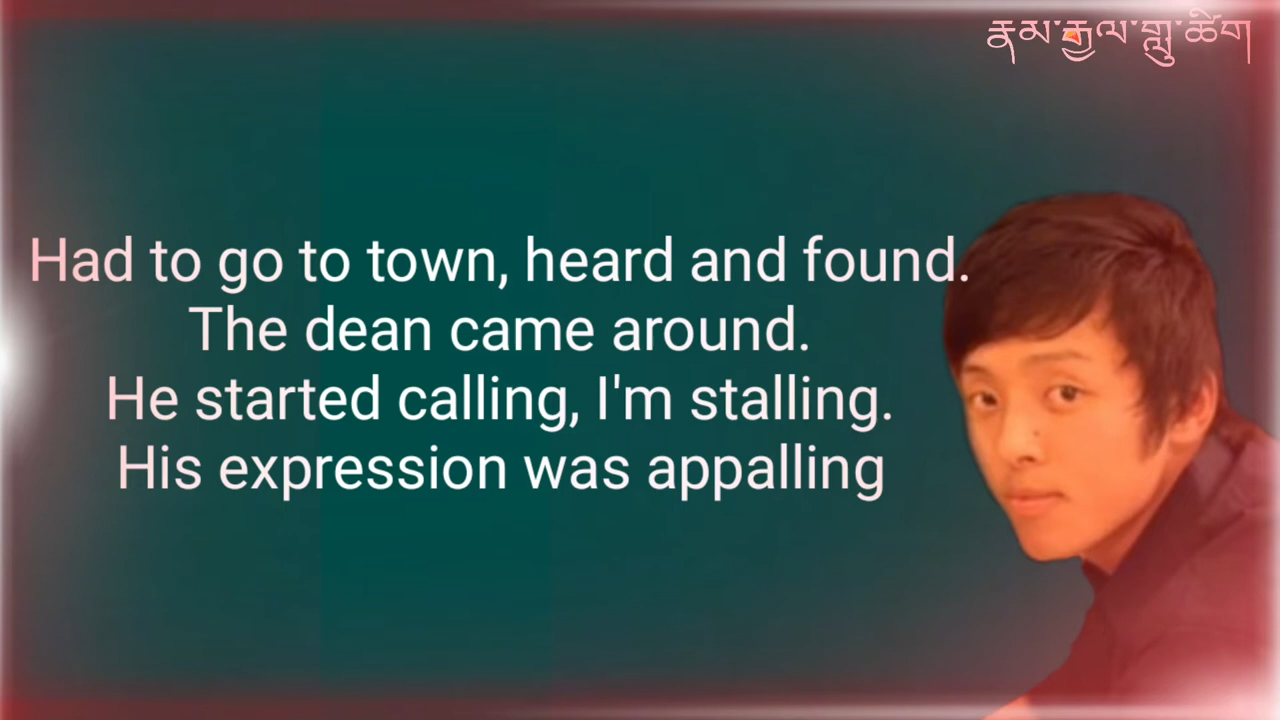 རྣམ་རྒྱལ་གླུ་ཚིག
Had to go to town, heard and found.
The dean came around.
He started calling, I'm stalling.
His expression was appalling